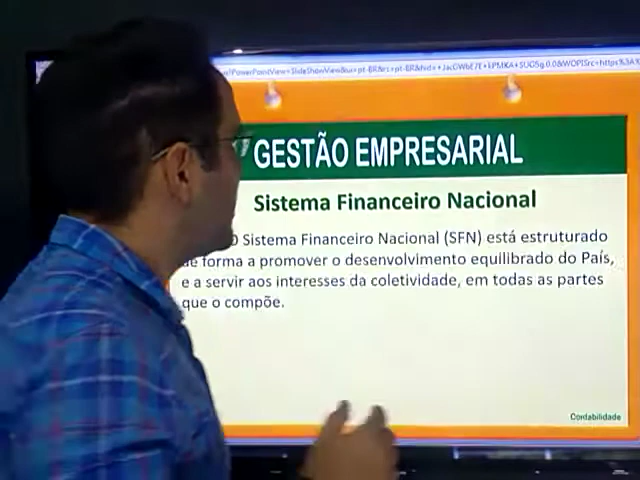 GESTÃO EMPRESARIAL
Sistema Financeiro Nacional
O Sistema Financeiro Nacional (SFN) está estruturado
de forma a promover o desenvolvimento equilibrado do País,
e a servir aos interesses da coletividade, em todas as partes
que o compõe.
Contabilidade